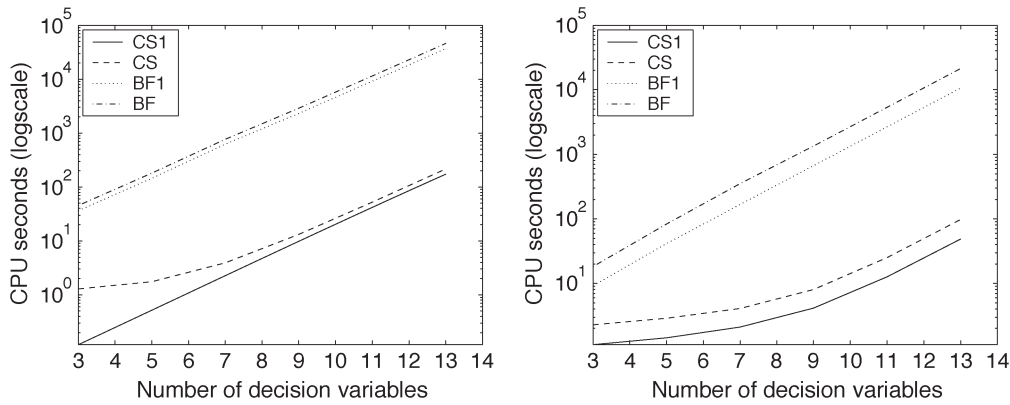 CPU seconds (logscale)
10^5
10^4
10^3
10^2
10^1
10^0
CS1
CS
BF1
BF
3 4 5 6 7 8 9 10 11 12 13 14
Number of decision variables
CPU seconds (logscale)
10^5
10^4
10^3
10^2
10^1
CS1
CS
BF1
BF
3 4 5 6 7 8 9 10 11 12 13 14
Number of decision variables